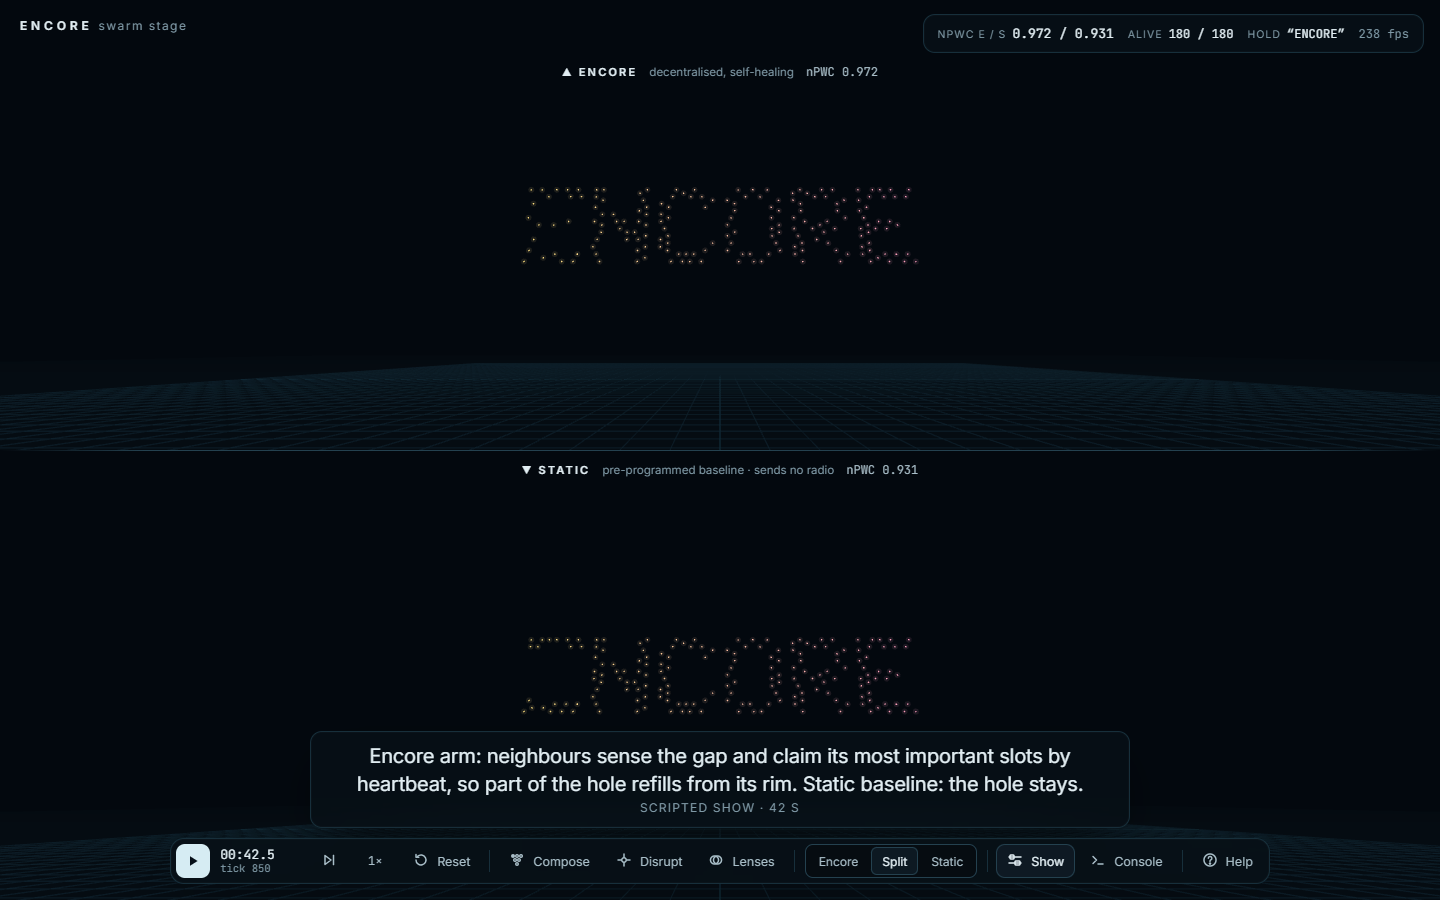 ENCORE swarm stage
NPWC E / S 0.972 / 0.931 ALIVE 180 / 180 HOLD “ENCORE” 238 fps
▲ ENCORE decentralised, self-healing nPWC 0.972
ENCORE
▼ STATIC pre-programmed baseline · sends no radio nPWC 0.931
ENCORE
Encore arm: neighbours sense the gap and claim its most important slots by
heartbeat, so part of the hole refills from its rim. Static baseline: the hole stays.
SCRIPTED SHOW · 42 S
00:42.5
tick 850
1× Reset Compose Disrupt Lenses Encore Split Static Show Console Help